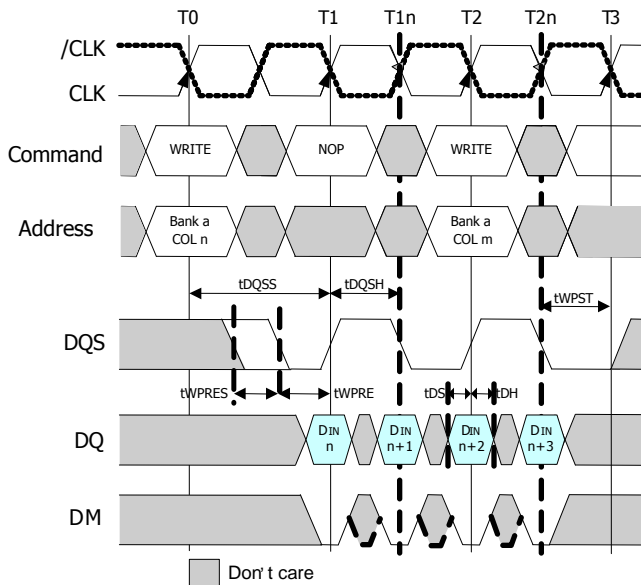 T0 T1 T1n T2 T2n T3
/CLK
CLK
Command WRITE NOP WRITE
Address Bank a COL n Bank a COL m
tDQSS tDQSH tWPST
DQS
tWPRES tWPRE tDS tDH
DQ DIN n DIN n+1 DIN n+2 DIN n+3
DM
Don't care